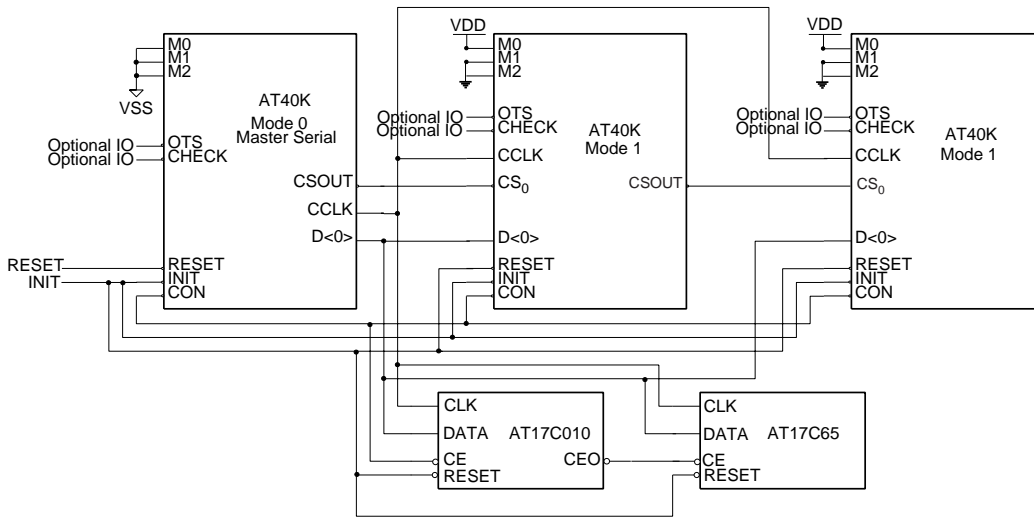 M0
M1
M2
VSS
AT40K
Mode 0
Master Serial
Optional IO
Optional IO
OTS
CHECK
CSOUT
CCLK
D<0>
RESET
INIT
RESET
INIT
CON
VDD
M0
M1
M2
Optional IO
Optional IO
OTS
CHECK
AT40K
Mode 1
CCLK
CS0
CSOUT
D<0>
RESET
INIT
CON
VDD
M0
M1
M2
Optional IO
Optional IO
OTS
CHECK
AT40K
Mode 1
CCLK
CS0
D<0>
RESET
INIT
CON
CLK
DATA
AT17C010
CE
CEO
RESET
CLK
DATA
AT17C65
CE
RESET